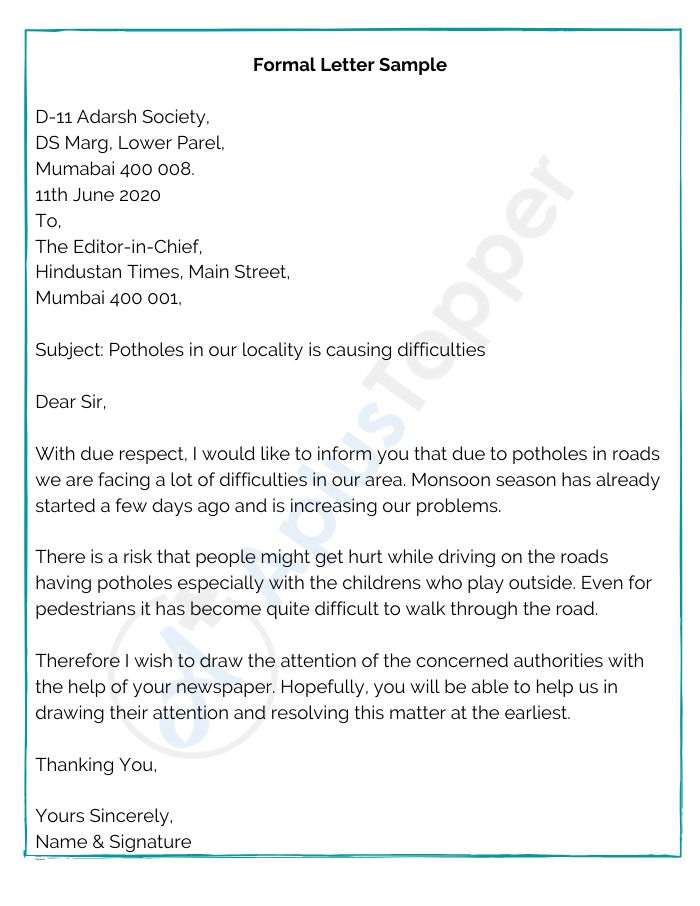 Formal Letter Sample
D-11 Adarsh Society,
DS Marg, Lower Parel,
Mumabai 400 008.
11th June 2020
To,
The Editor-in-Chief,
Hindustan Times, Main Street,
Mumbai 400 001,
Subject: Potholes in our locality is causing difficulties
Dear Sir,
With due respect, I would like to inform you that due to potholes in roads
we are facing a lot of difficulties in our area. Monsoon season has already
started a few days ago and is increasing our problems.
There is a risk that people might get hurt while driving on the roads
having potholes especially with the childrens who play outside. Even for
pedestrians it has become quite difficult to walk through the road.
Therefore I wish to draw the attention of the concerned authorities with
the help of your newspaper. Hopefully, you will be able to help us in
drawing their attention and resolving this matter at the earliest.
Thanking You,
Yours Sincerely,
Name & Signature
AplusTopper
A+